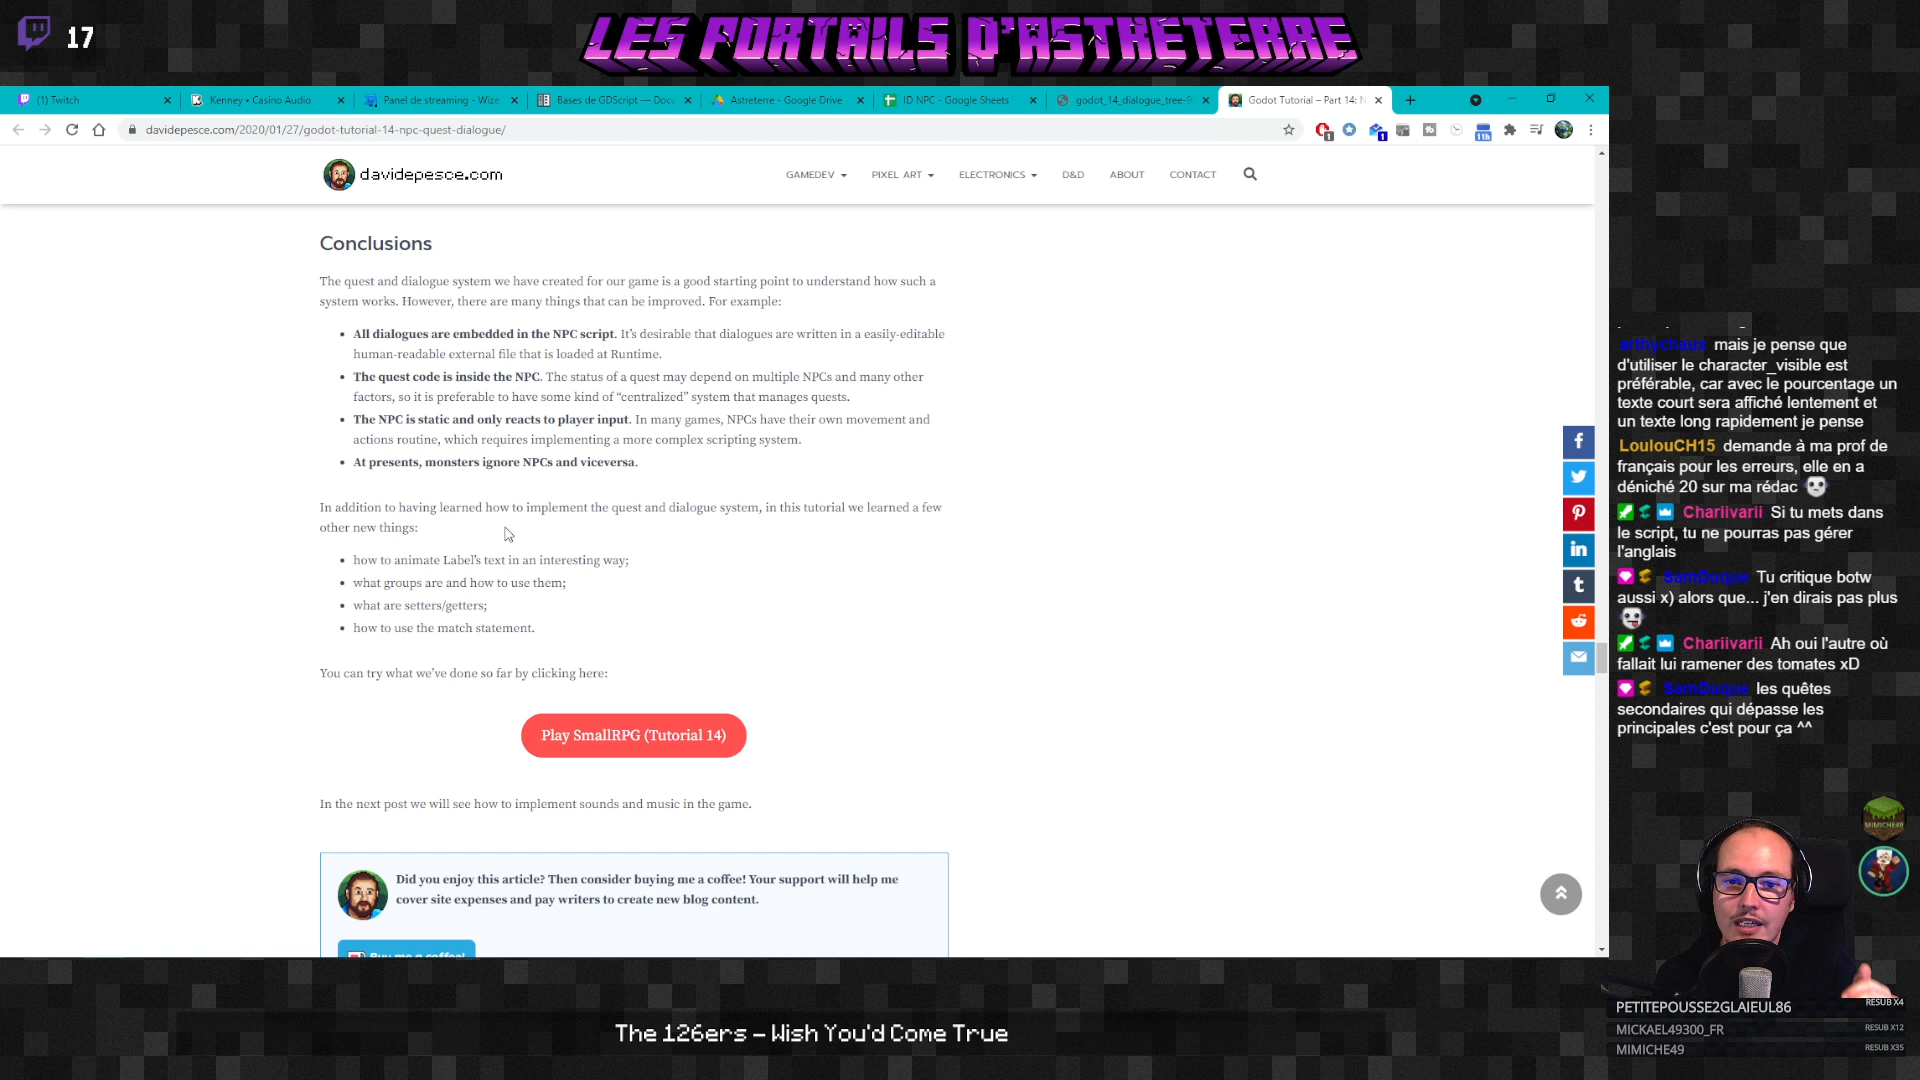 17
LES PORTAILS D'ASTRETERRE
(1) Twitch
Kenney • Casino Audio
Panel de streaming - Wize
Bases de GDScript — Docu
Astreterre - Google Drive
ID NPC - Google Sheets
godot_14_dialogue_tree-9
Godot Tutorial – Part 14: N
davidepesce.com/2020/01/27/godot-tutorial-14-npc-quest-dialogue/
1
1
11h
davidepesce.com
GAMEDEV
PIXEL ART
ELECTRONICS
D&D
ABOUT
CONTACT
Conclusions
The quest and dialogue system we have created for our game is a good starting point to understand how such a
system works. However, there are many things that can be improved. For example:
• All dialogues are embedded in the NPC script. It's desirable that dialogues are written in a easily-editable
human-readable external file that is loaded at Runtime.
• The quest code is inside the NPC. The status of a quest may depend on multiple NPCs and many other
factors, so it is preferable to have some kind of “centralized” system that manages quests.
• The NPC is static and only reacts to player input. In many games, NPCs have their own movement and
actions routine, which requires implementing a more complex scripting system.
• At presents, monsters ignore NPCs and viceversa.
In addition to having learned how to implement the quest and dialogue system, in this tutorial we learned a few
other new things:
• how to animate Label's text in an interesting way;
• what groups are and how to use them;
• what are setters/getters;
• how to use the match statement.
You can try what we've done so far by clicking here:
Play SmallRPG (Tutorial 14)
In the next post we will see how to implement sounds and music in the game.
Did you enjoy this article? Then consider buying me a coffee! Your support will help me
cover site expenses and pay writers to create new blog content.
Buy me a coffee!
arthychaux mais je pense que
d'utiliser le character_visible est
préférable, car avec le pourcentage un
texte court sera affiché lentement et
un texte long rapidement je pense
LoulouCH15 demande à ma prof de
français pour les erreurs, elle en a
déniché 20 sur ma rédac
Chariivarii Si tu mets dans
le script, tu ne pourras pas gérer
l'anglais
SamDuque Tu critique botw
aussi x) alors que... j'en dirais pas plus
Chariivarii Ah oui l'autre où
fallait lui ramener des tomates xD
SamDuque les quêtes
secondaires qui dépasse les
principales c'est pour ça ^^
MIMICHE49
PETITEPOUSSE2GLAIEUL86 RESUB X4
MICKAEL49300_FR RESUB X12
MIMICHE49 RESUB X35
The 126ers – Wish You'd Come True